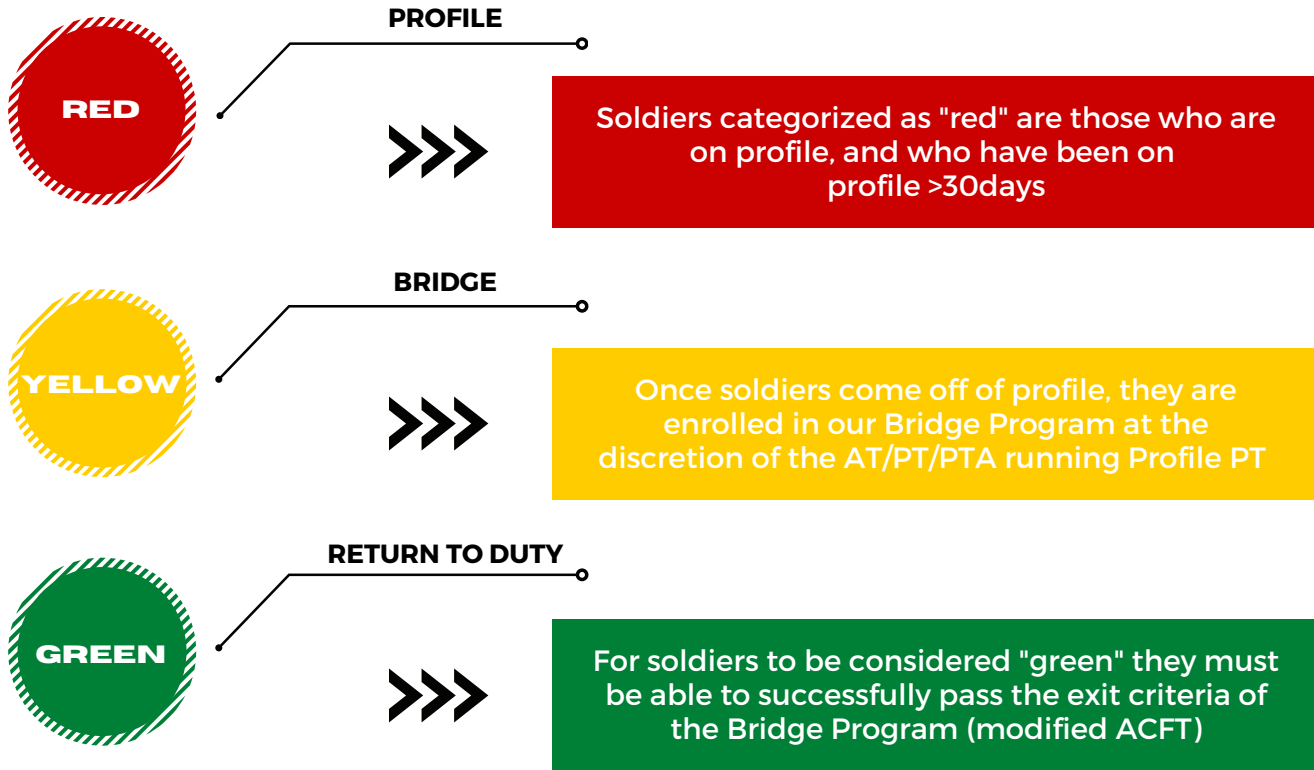 PROFILE
RED
Soldiers categorized as "red" are those who are
on profile, and who have been on
profile >30days
BRIDGE
YELLOW
Once soldiers come off of profile, they are
enrolled in our Bridge Program at the
discretion of the AT/PT/PTA running Profile PT
RETURN TO DUTY
GREEN
For soldiers to be considered "green" they must
be able to successfully pass the exit criteria of
the Bridge Program (modified ACFT)